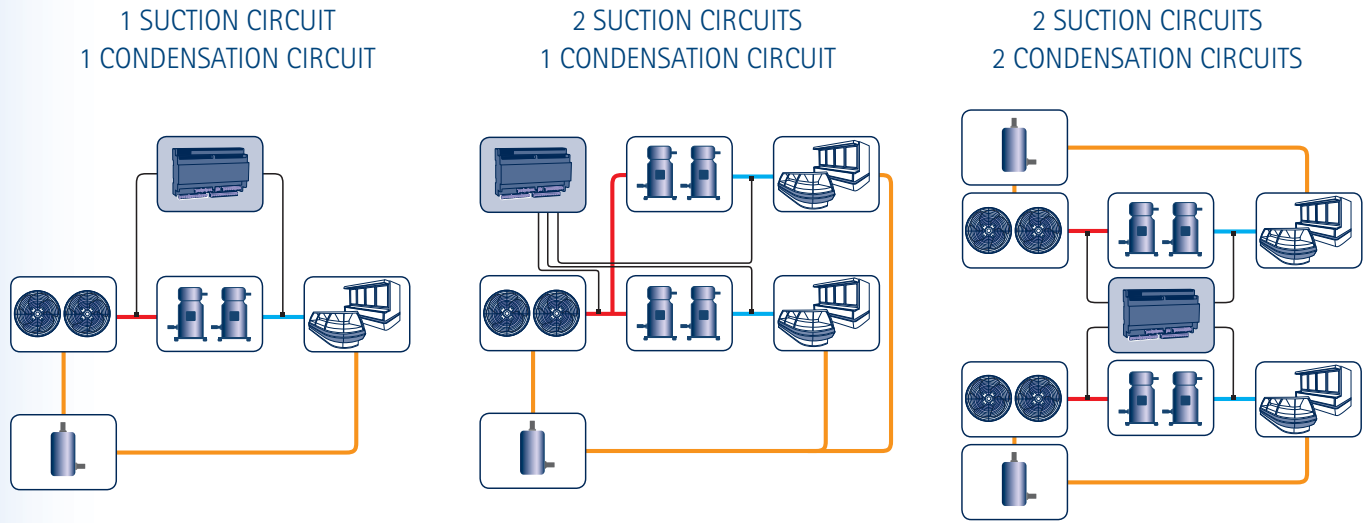 1 SUCTION CIRCUIT
1 CONDENSATION CIRCUIT
2 SUCTION CIRCUITS
1 CONDENSATION CIRCUIT
2 SUCTION CIRCUITS
2 CONDENSATION CIRCUITS